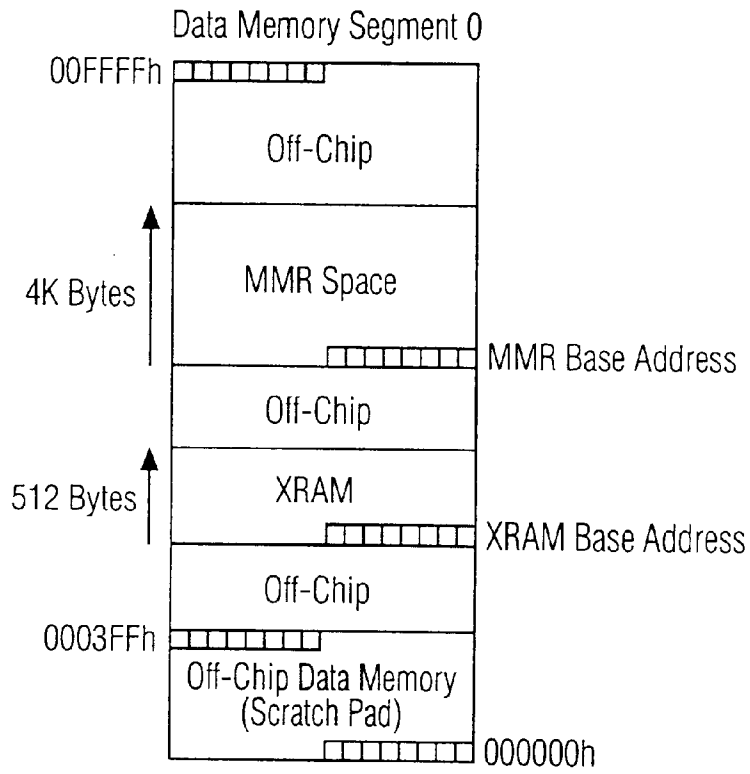 Data Memory Segment 0
00FFFFh
Off-Chip
4K Bytes
MMR Space
MMR Base Address
Off-Chip
512 Bytes
XRAM
XRAM Base Address
Off-Chip
0003FFh
Off-Chip Data Memory
(Scratch Pad)
000000h